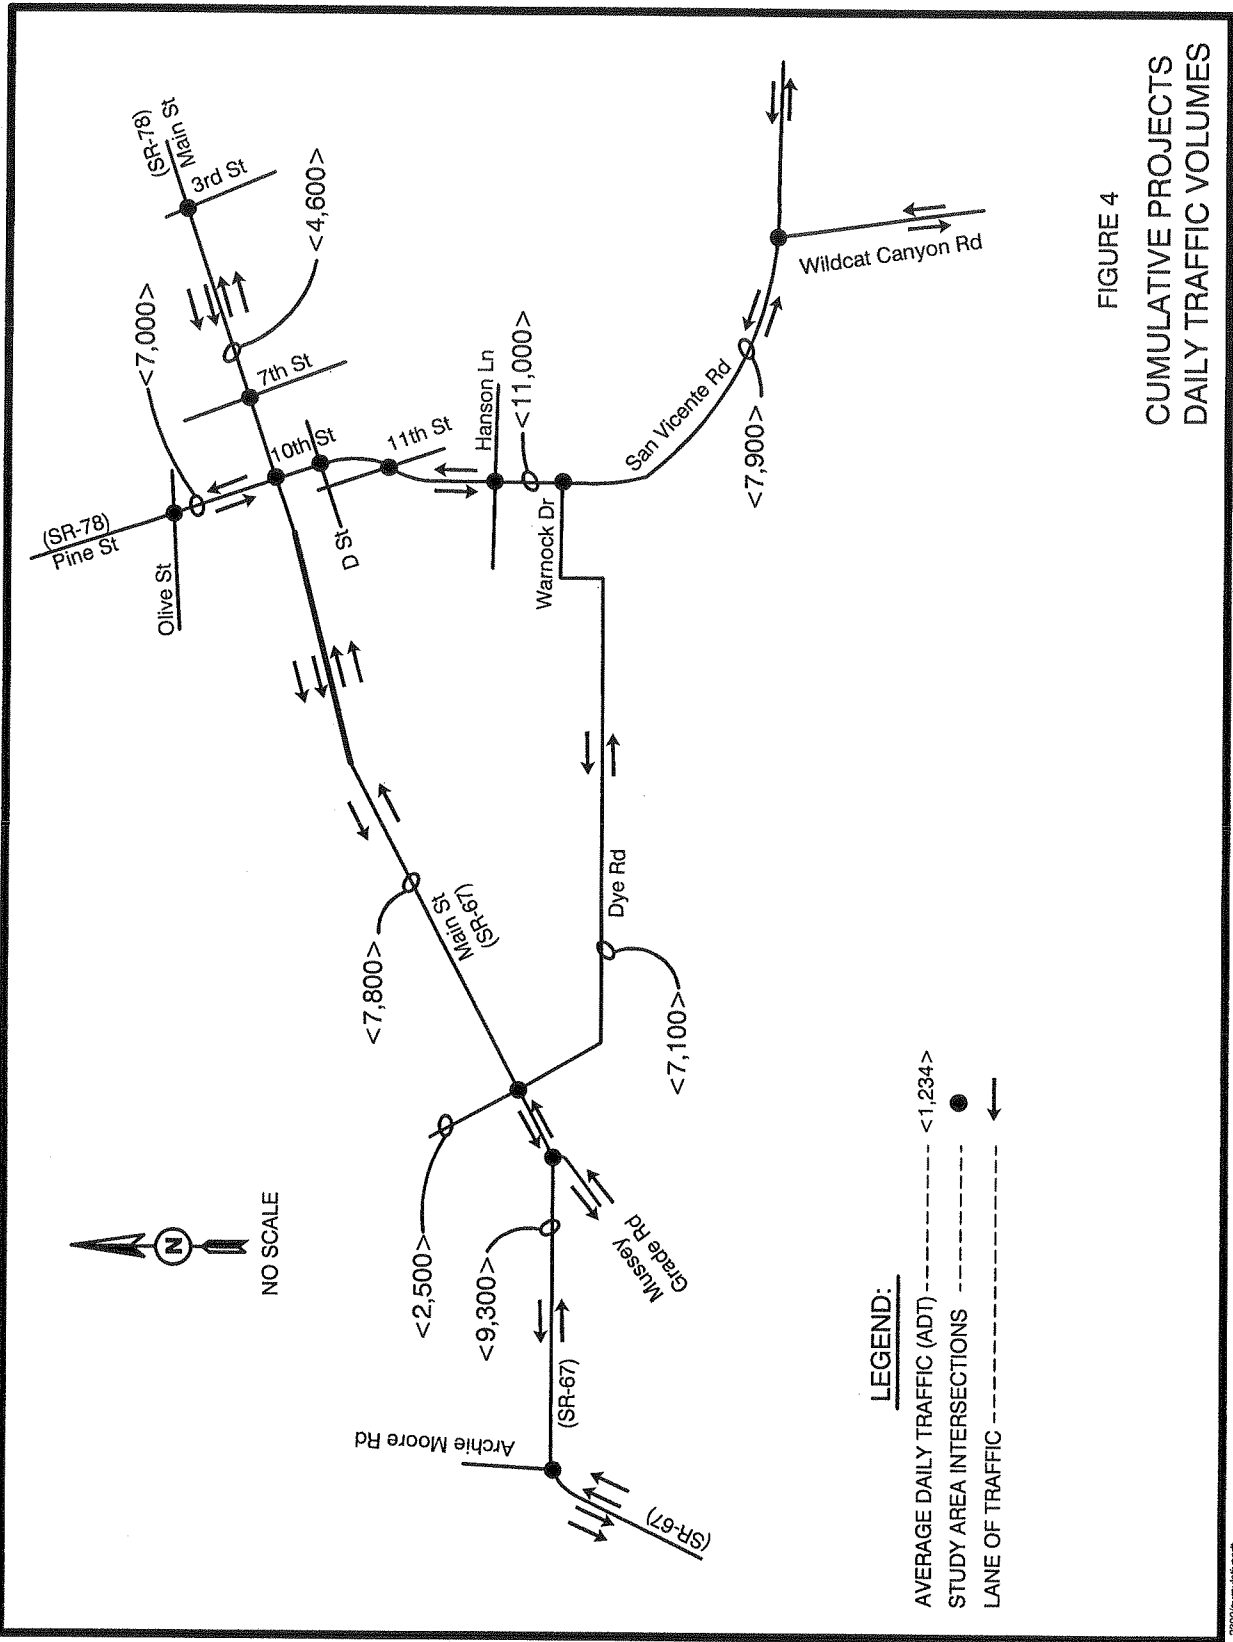 (SR-78)
Main St
3rd St
<4,600>
<7,000>
7th St
10th St
(SR-78)
Pine St
Olive St
D St
11th St
Hanson Ln
<11,000>
Warnock Dr
San Vicente Rd
<7,900>
Wildcat Canyon Rd
Main St
(SR-67)
<7,800>
Dye Rd
<7,100>
<2,500>
<9,300>
Mussey
Grade Rd
(SR-67)
Archie Moore Rd
(SR-67)
N
NO SCALE
LEGEND:
AVERAGE DAILY TRAFFIC (ADT) ---------- <1,234>
STUDY AREA INTERSECTIONS ----------
LANE OF TRAFFIC --------------------
FIGURE 4
CUMULATIVE PROJECTS
DAILY TRAFFIC VOLUMES